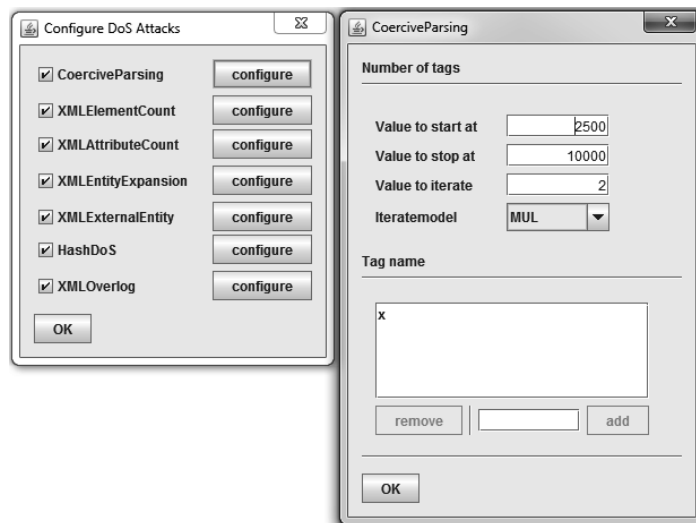 Configure DoS Attacks
CoerciveParsing configure
XMLElementCount configure
XMLAttributeCount configure
XMLEntityExpansion configure
XMLExternalEntity configure
HashDoS configure
XMLOverlog configure
OK
CoerciveParsing
Number of tags
Value to start at 2500
Value to stop at 10000
Value to iterate 2
Iteratemodel MUL
Tag name
x
remove add
OK